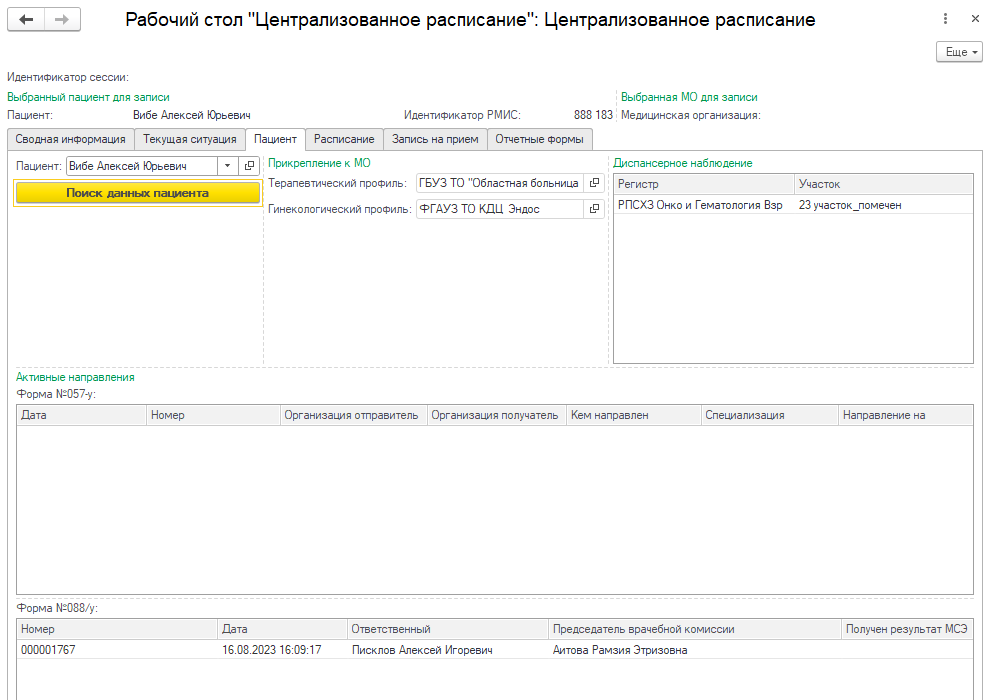 Рабочий стол "Централизованное расписание": Централизованное расписание
Еще
Идентификатор сессии:
Выбранный пациент для записи
Выбранная МО для записи
Пациент: Вибе Алексей Юрьевич Идентификатор РМИС: 888 183 Медицинская организация:
Сводная информация Текущая ситуация Пациент Расписание Запись на прием Отчетные формы
Пациент: Вибе Алексей Юрьевич
Поиск данных пациента
Прикрепление к МО
Терапевтический профиль: ГБУЗ ТО "Областная больница
Гинекологический профиль: ФГАУЗ ТО КДЦ Эндос
Диспансерное наблюдение
Регистр Участок
РПСХЗ Онко и Гематология Взр 23 участок_помечен
Активные направления
Форма №057-у:
Дата Номер Организация отправитель Организация получатель Кем направлен Специализация Направление на
Форма №088/у:
Номер Дата Ответственный Председатель врачебной комиссии Получен результат МСЭ
000001767 16.08.2023 16:09:17 Писклов Алексей Игоревич Аитова Рамзия Этризовна